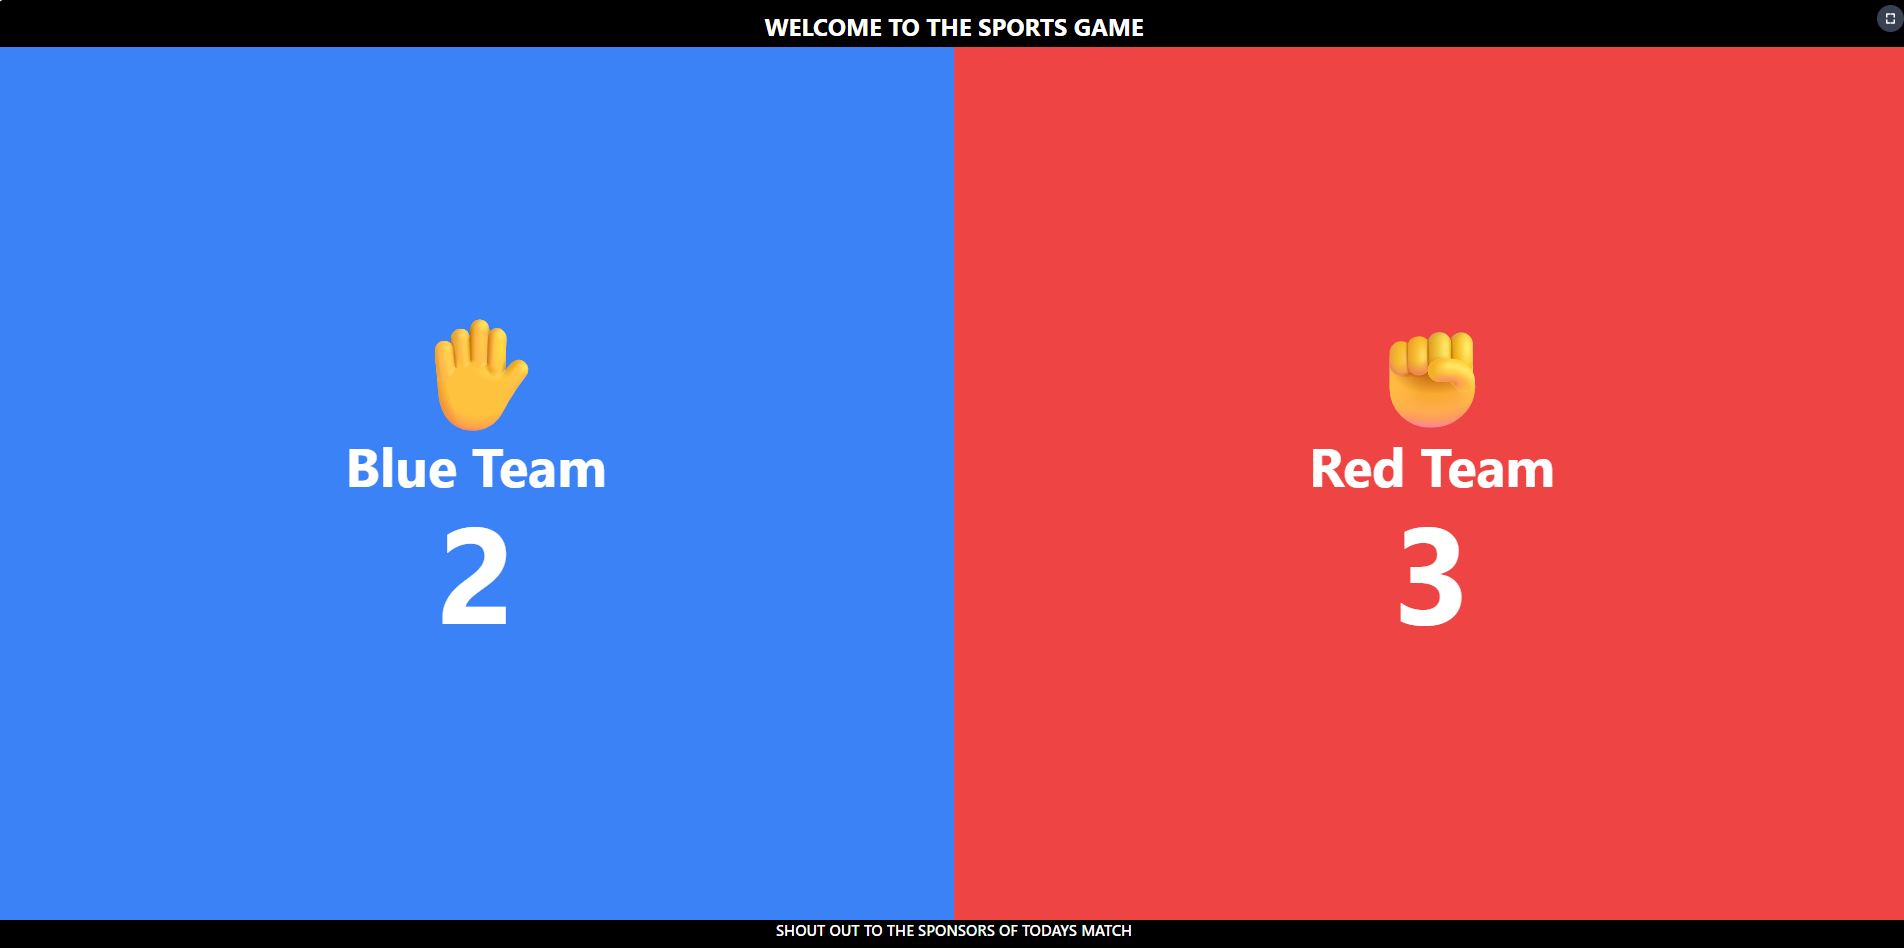 WELCOME TO THE SPORTS GAME
Blue Team
2
Red Team
3
SHOUT OUT TO THE SPONSORS OF TODAYS MATCH